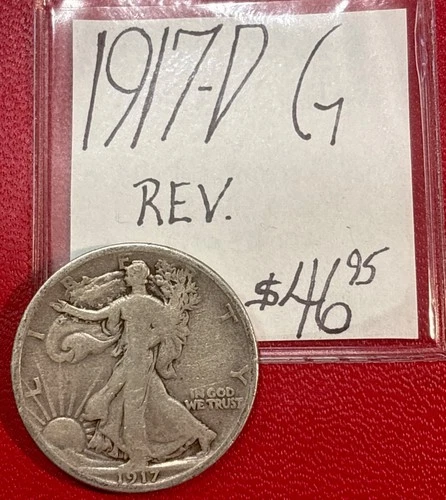 1917-D G
REV.
$46 95
LIBERTY
IN GOD
WE TRUST
1917